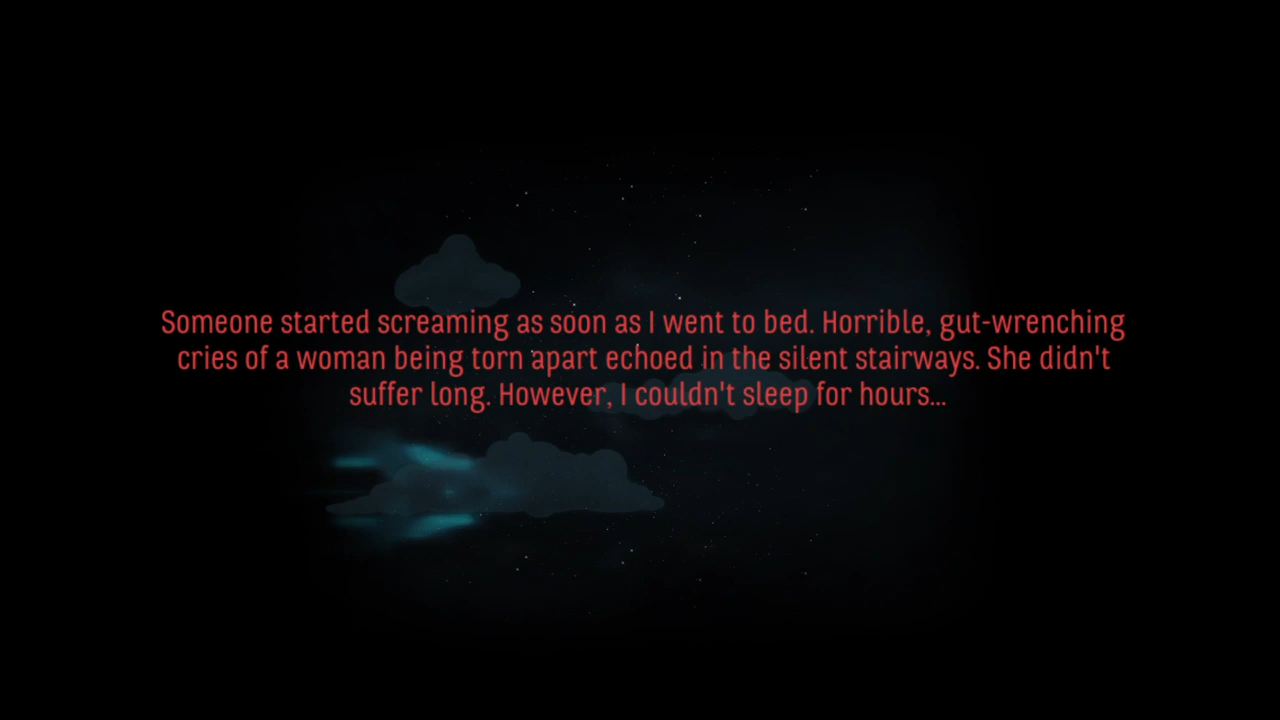 Someone started screaming as soon as I went to bed. Horrible, gut-wrenching
cries of a woman being torn apart echoed in the silent stairways. She didn't
suffer long. However, I couldn't sleep for hours...